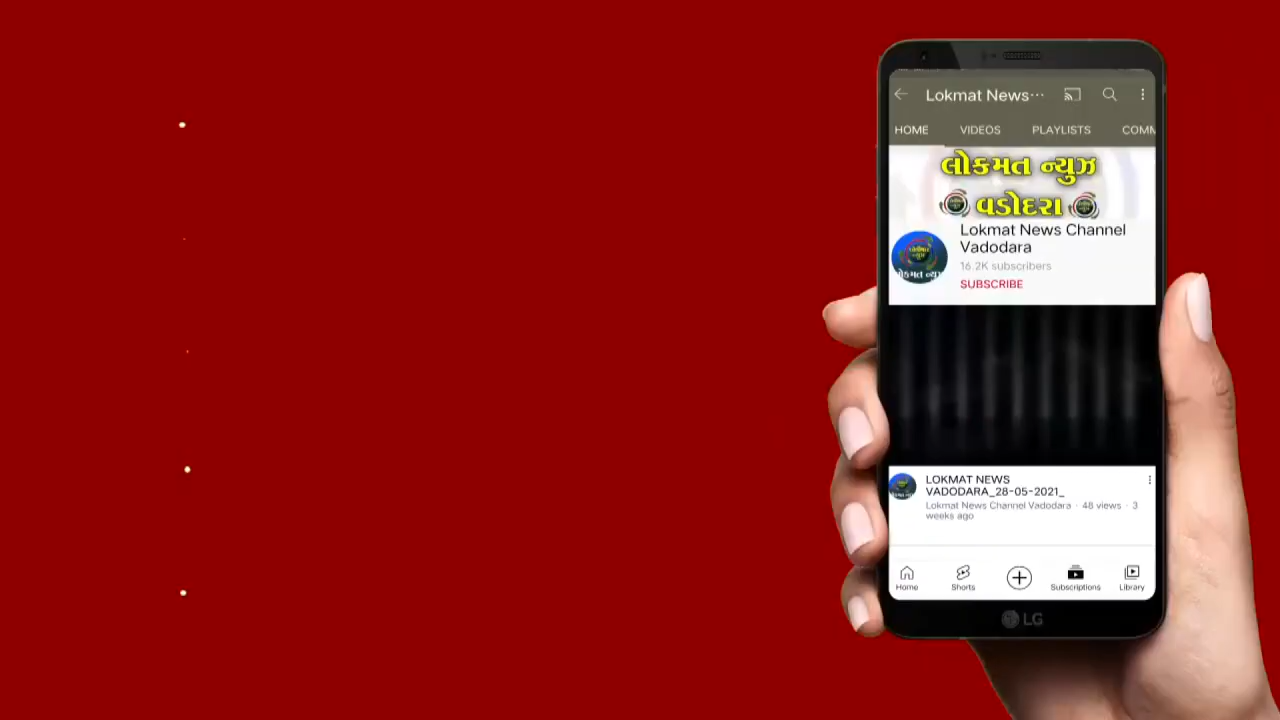 Lokmat News...
HOME VIDEOS PLAYLISTS COMM
લોકમત ન્યુઝ
વડોદરા
Lokmat News Channel
Vadodara
16.2K subscribers
SUBSCRIBE
LOKMAT NEWS
VADODARA_28-05-2021_
Lokmat News Channel Vadodara · 48 views · 3
weeks ago
Home Shorts Subscriptions Library
LG